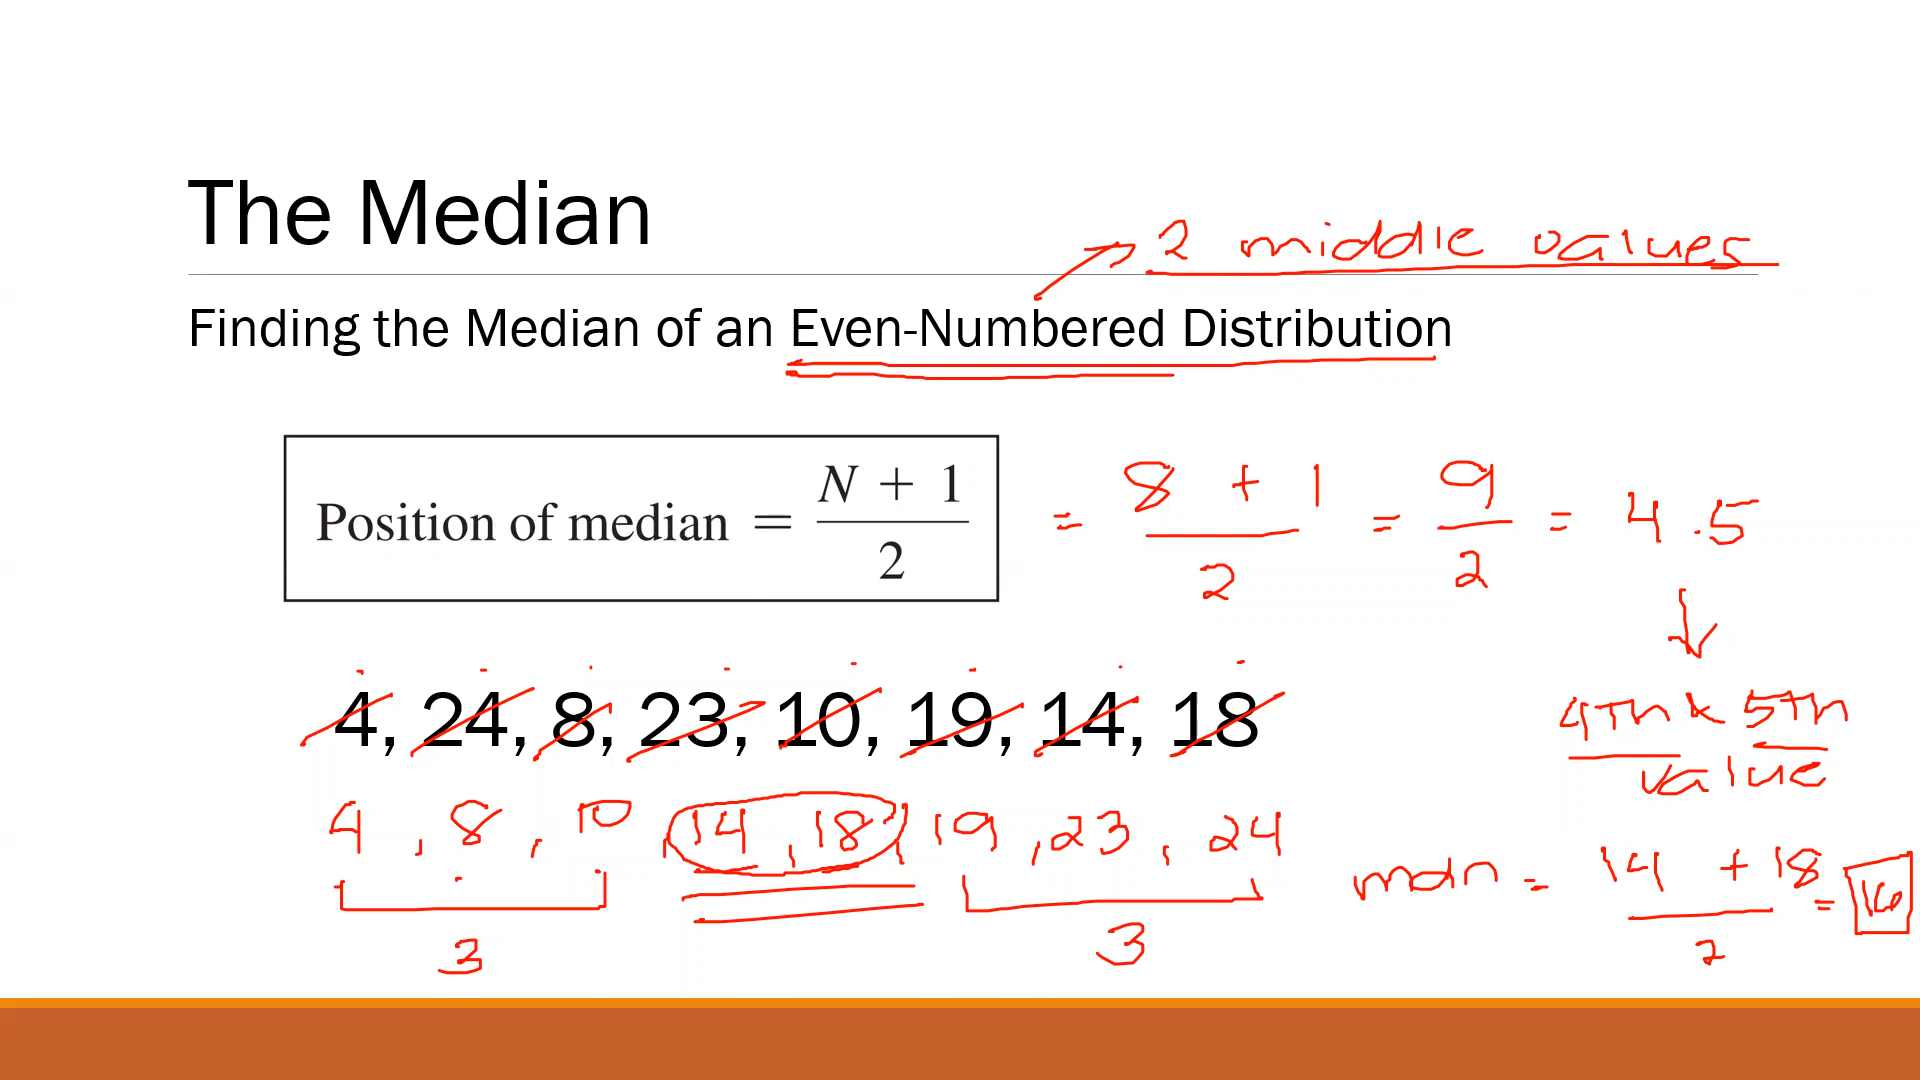 The Median
2 middle values
Finding the Median of an Even-Numbered Distribution
Position of median = N + 1 / 2 = 8 + 1 / 2 = 9 / 2 = 4.5
4, 24, 8, 23, 10, 19, 14, 18
4th & 5th
value
4, 8, 10, 14, 18, 19, 23, 24
mdn = 14 + 18 / 2 = 16
3 3